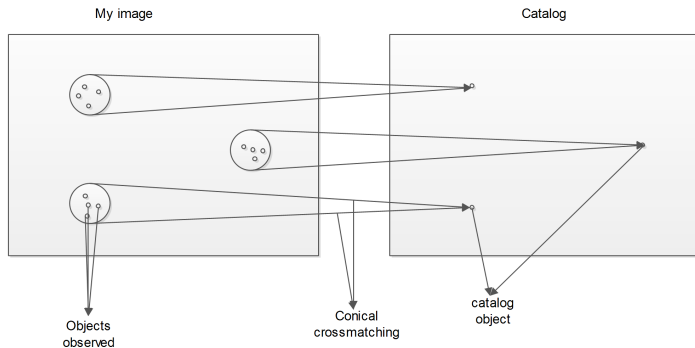 My image
Catalog
Objects
observed
Conical
crossmatching
catalog
object